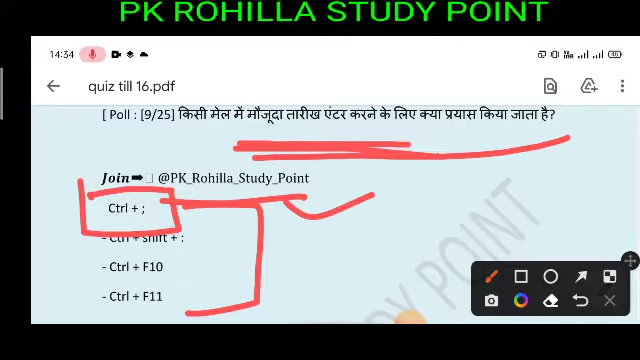 PK ROHILLA STUDY POINT
14:34
quiz till 16.pdf
[ Poll : [9/25] किसी मेल में मौजूदा तारीख एंटर करने के लिए क्या प्रयास किया जाता है?
Join➡ @PK_Rohilla_Study_Point
Ctrl + ;
- Ctrl + shift + :
- Ctrl + F10
- Ctrl + F11